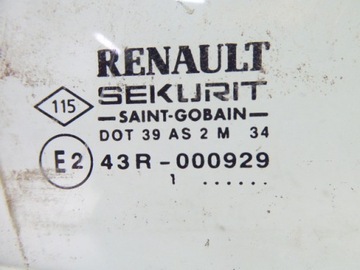 RENAULT
115
SEKURIT
SAINT-GOBAIN
DOT 39 AS 2 M 34
E2 43R-000929
1 ......